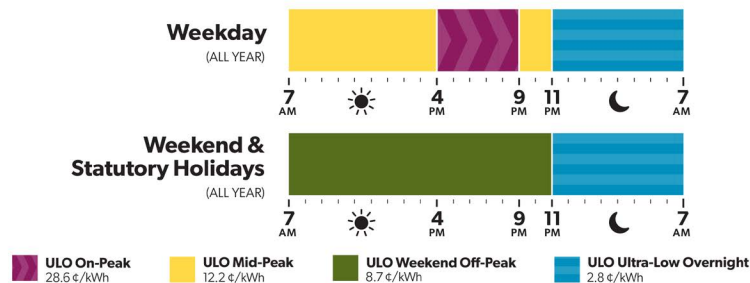 Weekday
(ALL YEAR)
7 4 9 11 7
AM PM PM PM AM
Weekend &
Statutory Holidays
(ALL YEAR)
7 4 9 11 7
AM PM PM PM AM
ULO On-Peak ULO Mid-Peak ULO Weekend Off-Peak ULO Ultra-Low Overnight
28.6 ¢/kWh 12.2 ¢/kWh 8.7 ¢/kWh 2.8 ¢/kWh